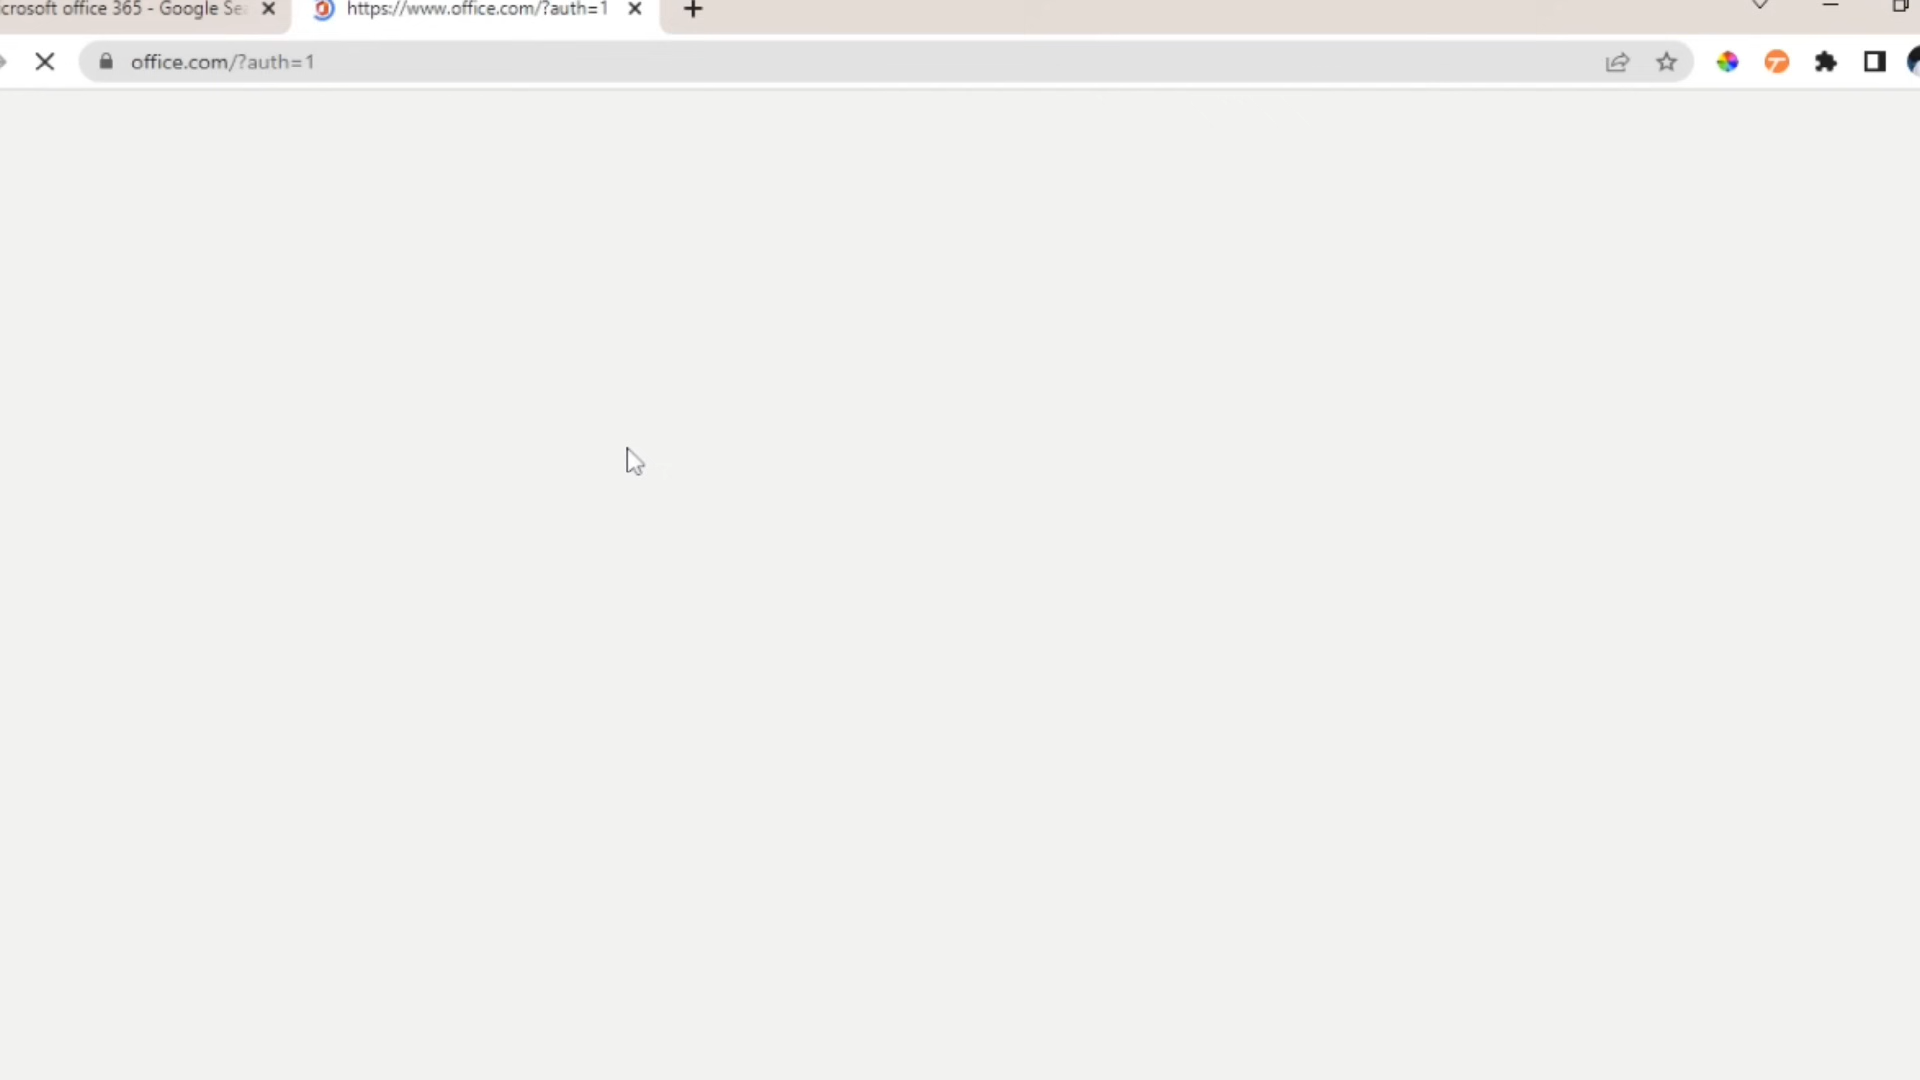 crosoft office 365 - Google Se
https://www.office.com/?auth=1
office.com/?auth=1